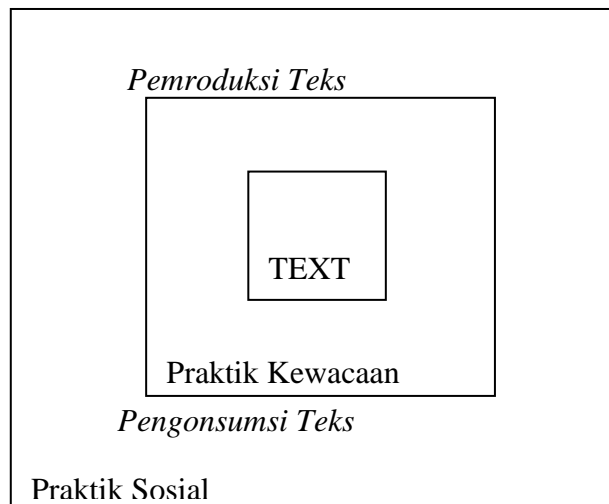 Pemroduksi Teks
TEXT
Praktik Kewacaan
Pengonsumsi Teks
Praktik Sosial